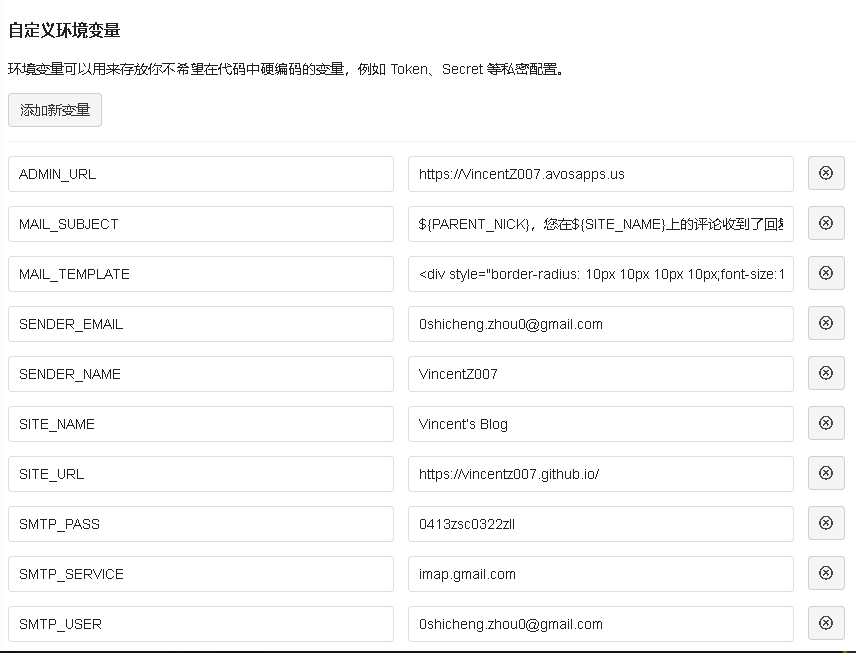 自定义环境变量
环境变量可以用来存放你不希望在代码中硬编码的变量，例如 Token、Secret 等私密配置。
添加新变量
ADMIN_URL https://VincentZ007.avosapps.us
MAIL_SUBJECT ${PARENT_NICK}，您在${SITE_NAME}上的评论收到了回复
MAIL_TEMPLATE <div style="border-radius: 10px 10px 10px 10px;font-size:1
SENDER_EMAIL 0shicheng.zhou0@gmail.com
SENDER_NAME VincentZ007
SITE_NAME Vincent's Blog
SITE_URL https://vincentz007.github.io/
SMTP_PASS 0413zsc0322zll
SMTP_SERVICE imap.gmail.com
SMTP_USER 0shicheng.zhou0@gmail.com